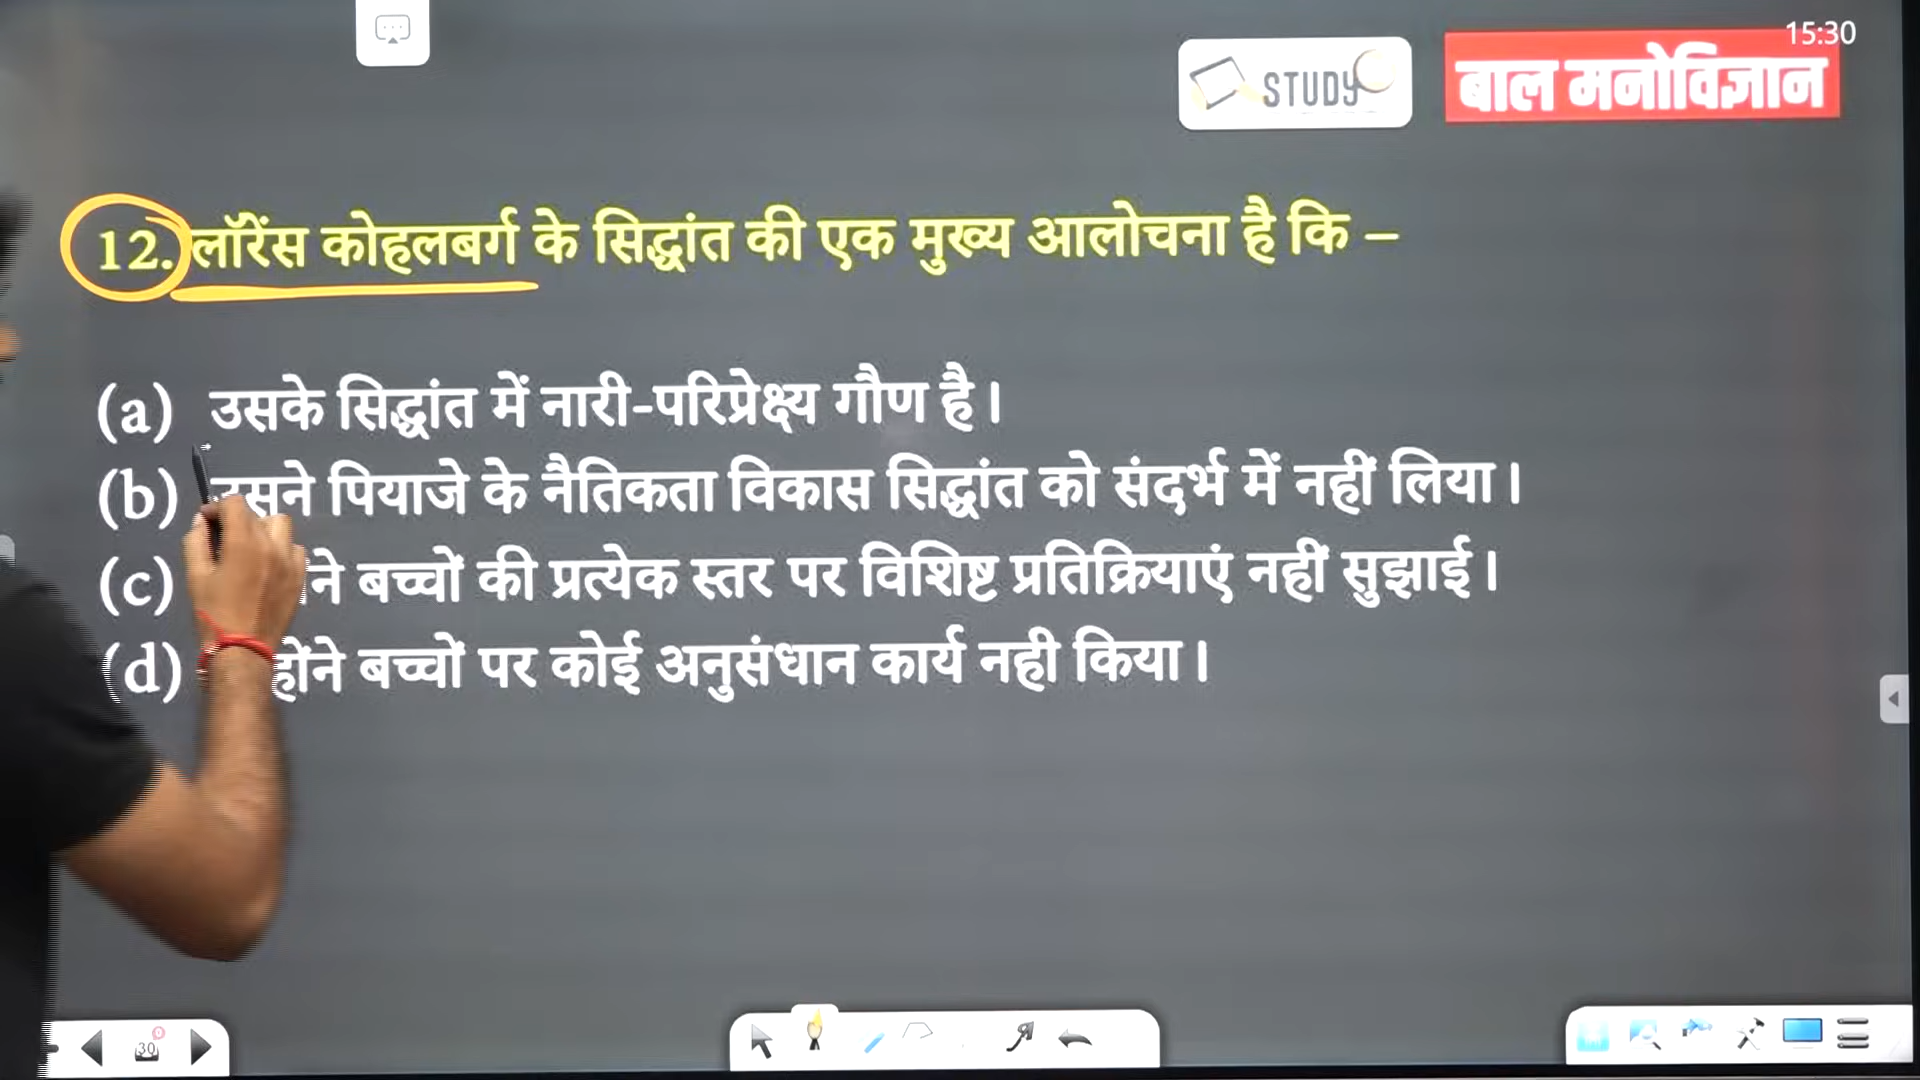 15:30
STUDY
बाल मनोविज्ञान
12. लॉरेंस कोहलबर्ग के सिद्धांत की एक मुख्य आलोचना है कि –
(a) उसके सिद्धांत में नारी-परिप्रेक्ष्य गौण है।
(b) उसने पियाजे के नैतिकता विकास सिद्धांत को संदर्भ में नहीं लिया।
(c) बच्चों की प्रत्येक स्तर पर विशिष्ट प्रतिक्रियाएं नहीं सुझाई।
(d) बच्चों पर कोई अनुसंधान कार्य नही किया।
30